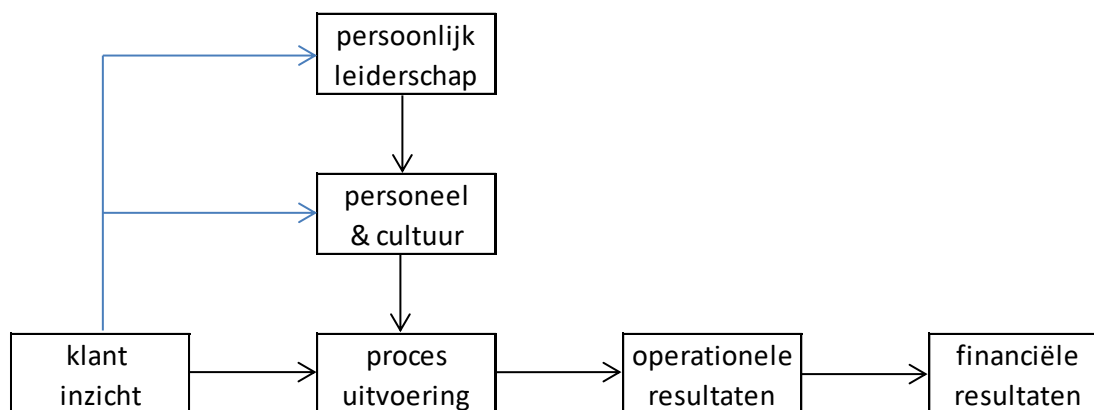 persoonlijk
leiderschap
personeel
& cultuur
klant
inzicht
proces
uitvoering
operationele
resultaten
financiële
resultaten